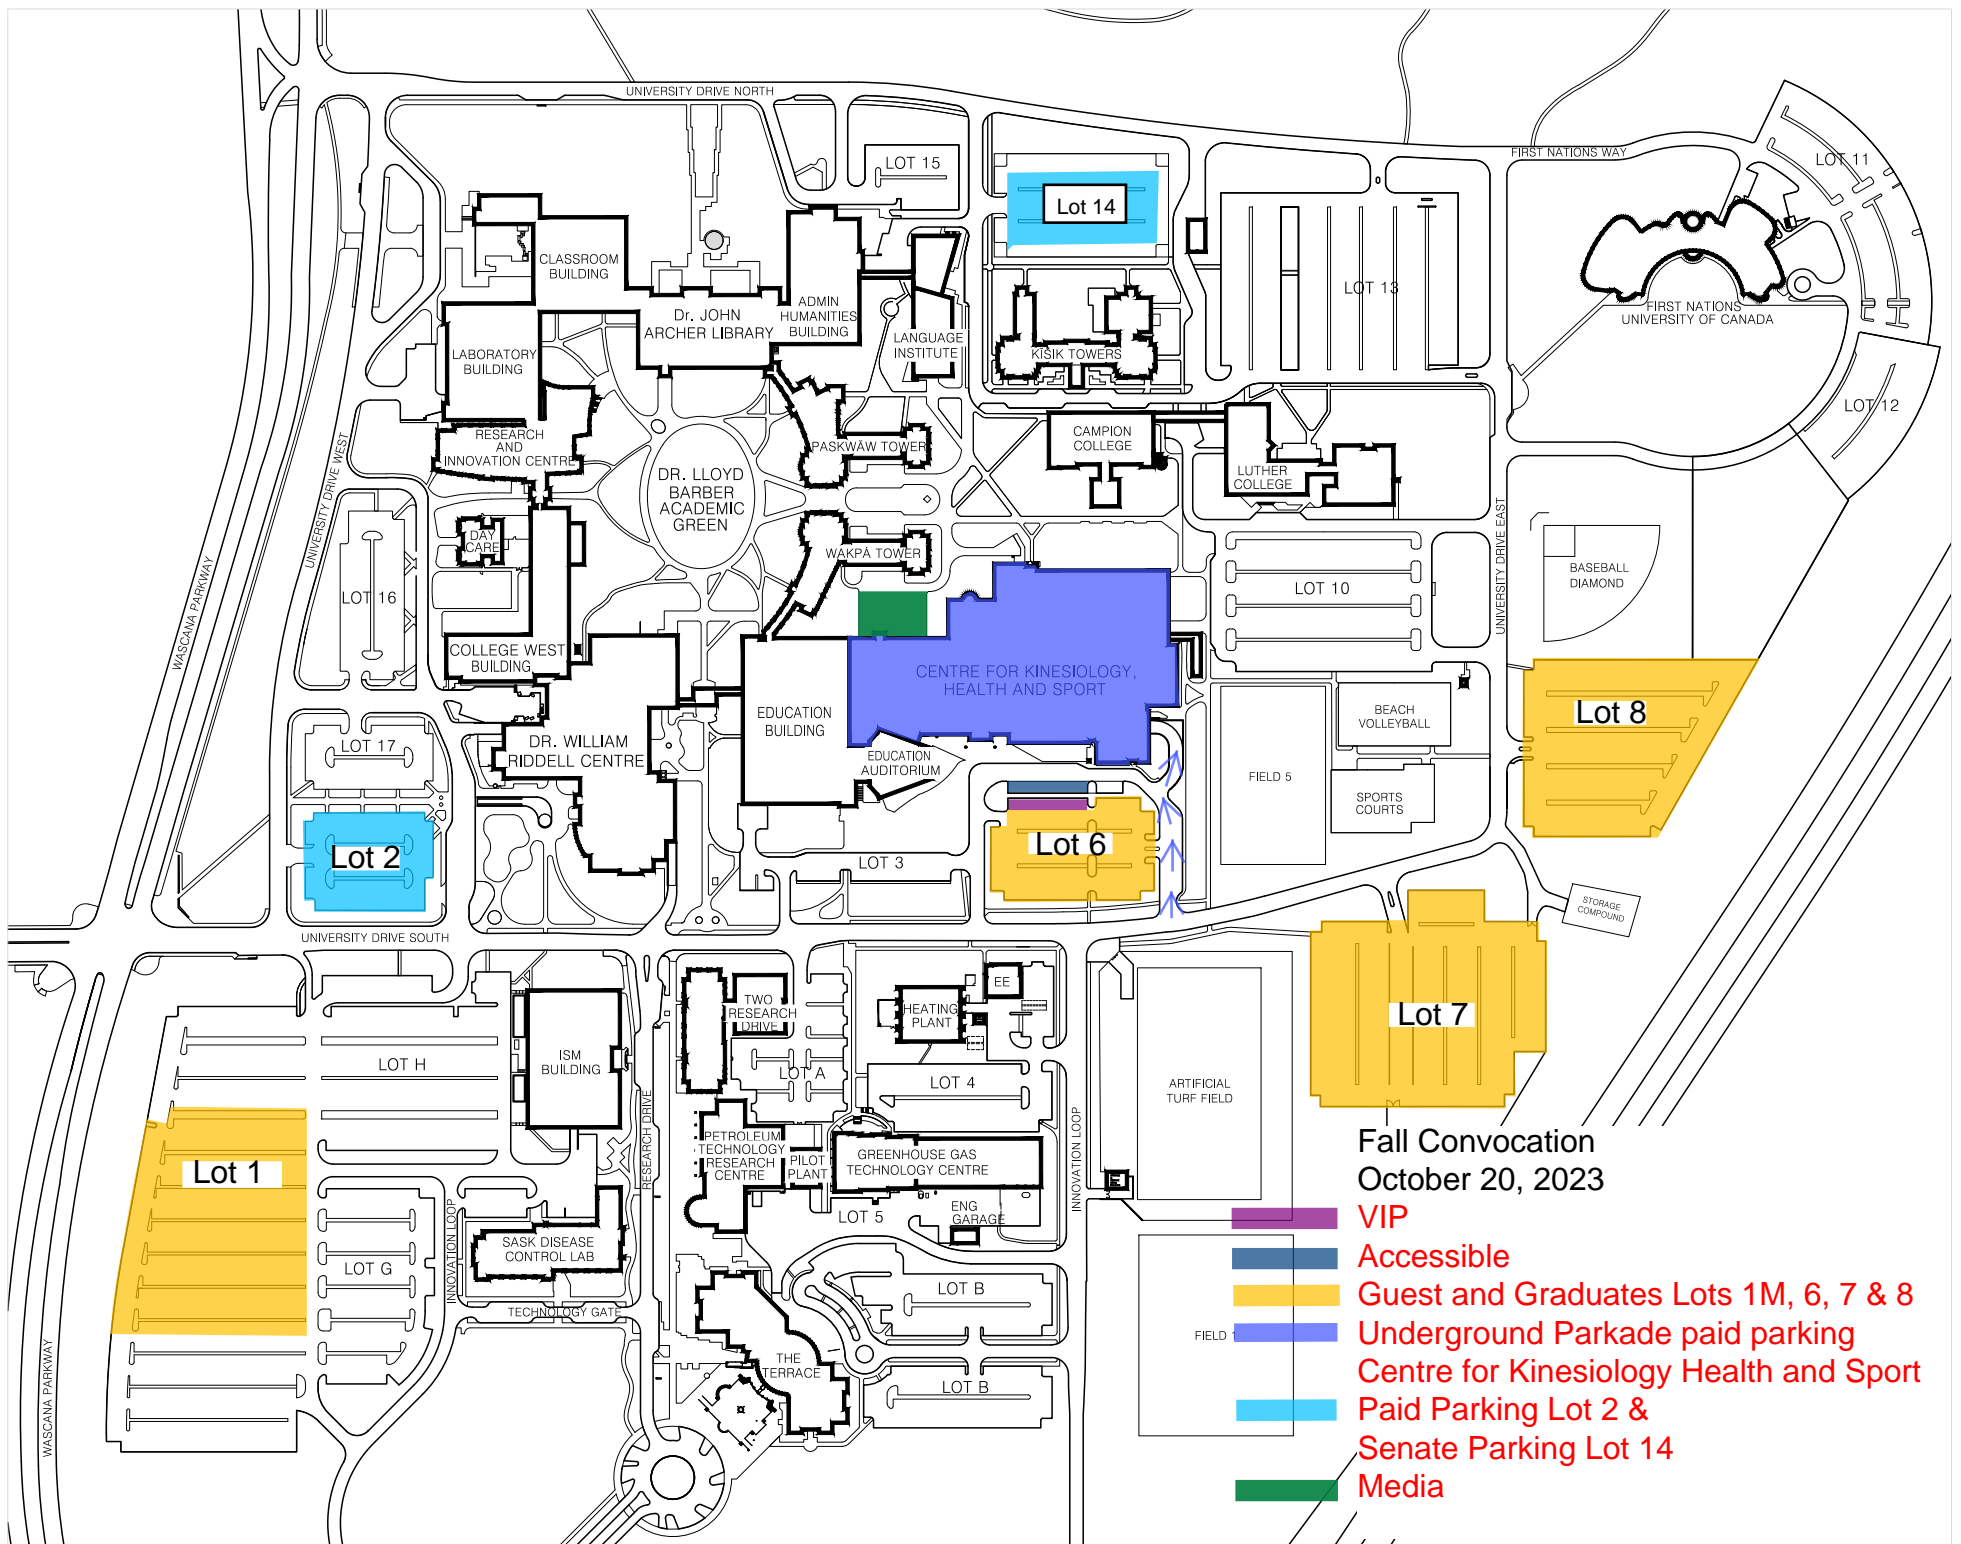 UNIVERSITY DRIVE NORTH
FIRST NATIONS WAY
LOT 11
LOT 15
Lot 14
CLASSROOM
BUILDING
ADMIN
HUMANITIES
BUILDING
Dr. JOHN
ARCHER LIBRARY
LOT 13
FIRST NATIONS
UNIVERSITY OF CANADA
LANGUAGE
INSTITUTE
KISIK TOWERS
LABORATORY
BUILDING
LOT 12
RESEARCH
AND
INNOVATION CENTRE
PASKWĀW TOWER
CAMPION
COLLEGE
LUTHER
COLLEGE
DR. LLOYD
BARBER
ACADEMIC
GREEN
UNIVERSITY DRIVE WEST
UNIVERSITY DRIVE EAST
WASCANA PARKWAY
DAY
CARE
WAKPÁ TOWER
BASEBALL
DIAMOND
LOT 16
LOT 10
COLLEGE WEST
BUILDING
CENTRE FOR KINESIOLOGY,
HEALTH AND SPORT
EDUCATION
BUILDING
BEACH
VOLLEYBALL
Lot 8
LOT 17
DR. WILLIAM
RIDDELL CENTRE
EDUCATION
AUDITORIUM
FIELD 5
SPORTS
COURTS
Lot 2
LOT 3
Lot 6
STORAGE
COMPOUND
UNIVERSITY DRIVE SOUTH
TWO
RESEARCH
DRIVE
EE
HEATING
PLANT
Lot 7
LOT H
ISM
BUILDING
LOT A
LOT 4
ARTIFICIAL
TURF FIELD
RESEARCH DRIVE
INNOVATION LOOP
PETROLEUM
TECHNOLOGY
RESEARCH
CENTRE
PILOT
PLANT
GREENHOUSE GAS
TECHNOLOGY CENTRE
Lot 1
LOT 5
ENG
GARAGE
INNOVATION LOOP
SASK DISEASE
CONTROL LAB
LOT G
LOT B
TECHNOLOGY GATE
THE
TERRACE
LOT B
WASCANA PARKWAY
FIELD 1
Fall Convocation
October 20, 2023
VIP
Accessible
Guest and Graduates Lots 1M, 6, 7 & 8
Underground Parkade paid parking
Centre for Kinesiology Health and Sport
Paid Parking Lot 2 &
Senate Parking Lot 14
Media